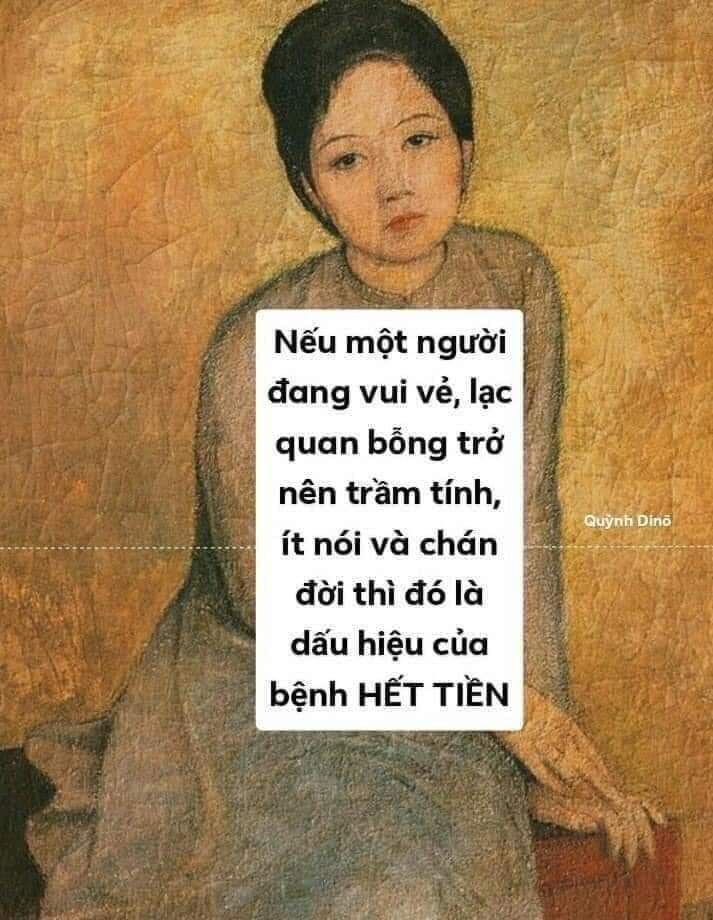 Nếu một người
đang vui vẻ, lạc
quan bỗng trở
nên trầm tính,
ít nói và chán
đời thì đó là
dấu hiệu của
bệnh HẾT TIỀN
Quỳnh Dinō